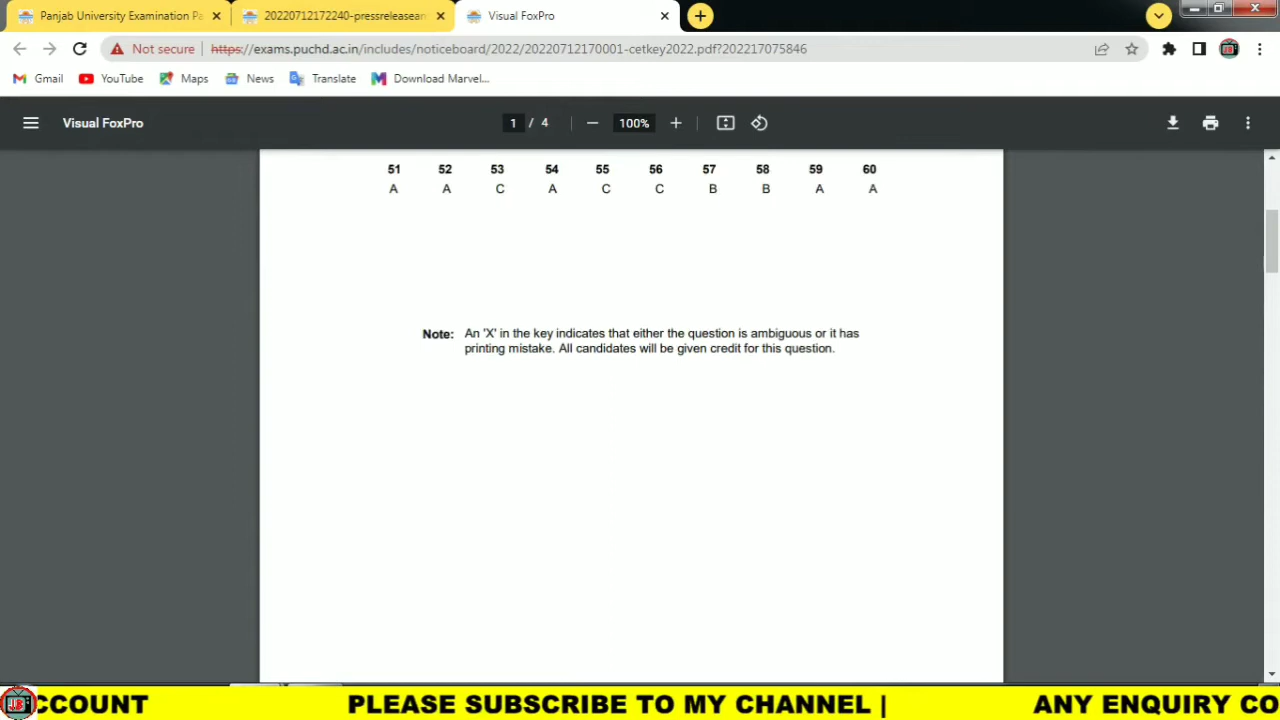 Panjab University Examination Pa
20220712172240-pressreleasean
Visual FoxPro
Not secure
https://exams.puchd.ac.in/includes/noticeboard/2022/20220712170001-cetkey2022.pdf?202217075846
Gmail
YouTube
Maps
News
Translate
Download Marvel...
Visual FoxPro
1 / 4
100%
51 52 53 54 55 56 57 58 59 60
A A C A C C B B A A
Note: An 'X' in the key indicates that either the question is ambiguous or it has
printing mistake. All candidates will be given credit for this question.
CCOUNT PLEASE SUBSCRIBE TO MY CHANNEL | ANY ENQUIRY CO